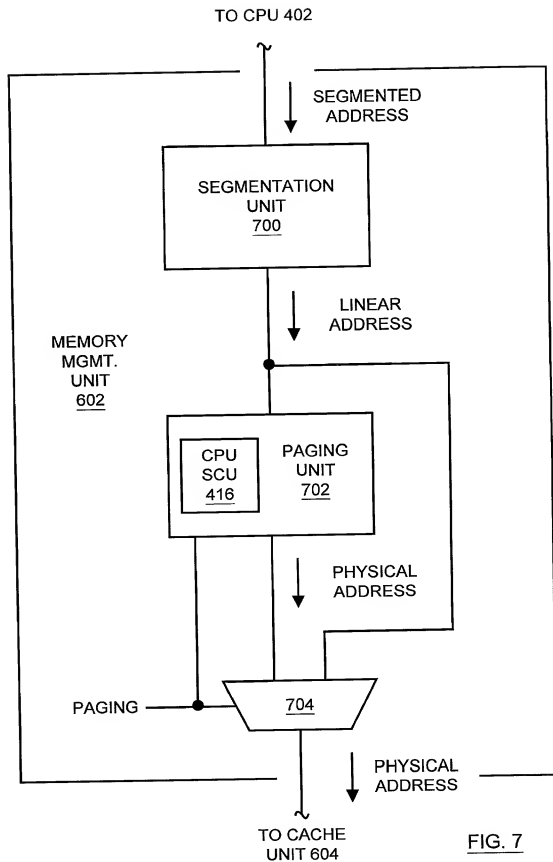 TO CPU 402
SEGMENTED
ADDRESS
SEGMENTATION
UNIT
700
LINEAR
ADDRESS
MEMORY
MGMT.
UNIT
602
CPU
SCU
416
PAGING
UNIT
702
PHYSICAL
ADDRESS
PAGING
704
PHYSICAL
ADDRESS
TO CACHE
UNIT 604
FIG. 7